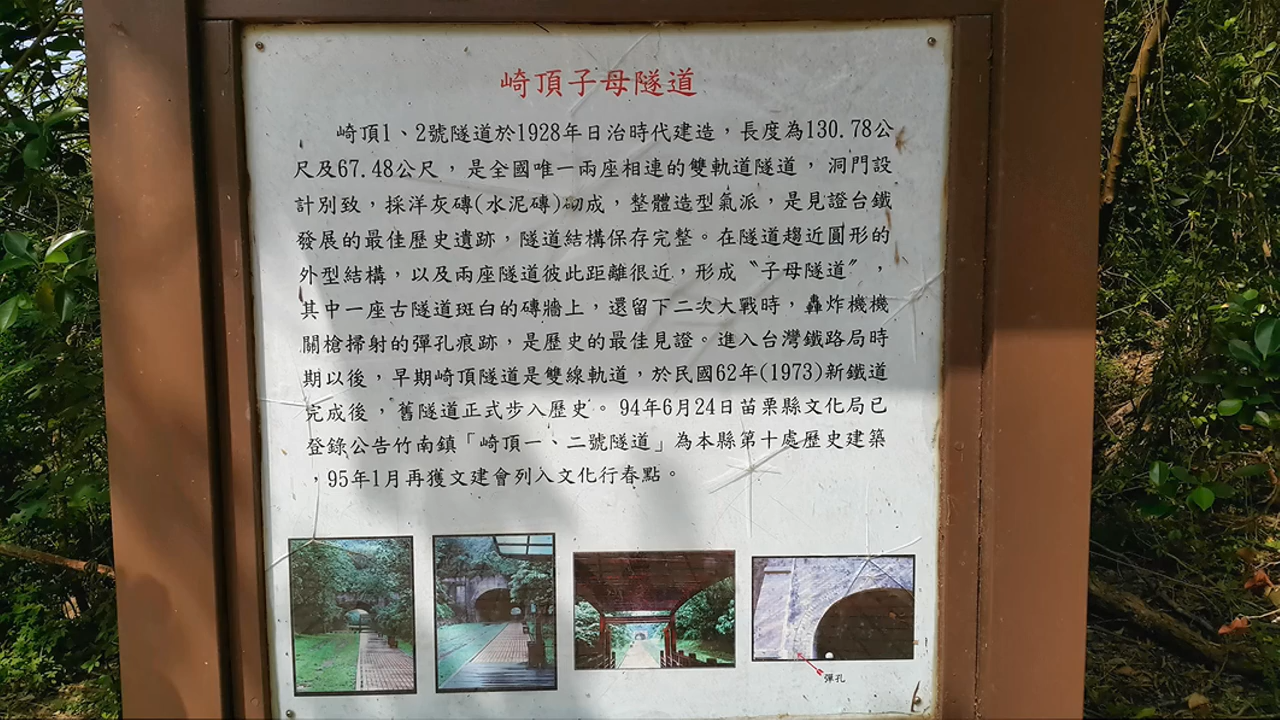 崎頂子母隧道
崎頂1、2號隧道於1928年日治時代建造，長度為130.78公
尺及67.48公尺，是全國唯一兩座相連的雙軌道隧道，洞門設
計別致，採洋灰磚(水泥磚)砌成，整體造型氣派，是見證台鐵
發展的最佳歷史遺跡，隧道結構保存完整。在隧道趨近圓形的
外型結構，以及兩座隧道彼此距離很近，形成〝子母隧道〞，
其中一座古隧道斑白的磚牆上，還留下二次大戰時，轟炸機機
關槍掃射的彈孔痕跡，是歷史的最佳見證。進入台灣鐵路局時
期以後，早期崎頂隧道是雙線軌道，於民國62年(1973)新鐵道
完成後，舊隧道正式步入歷史。94年6月24日苗栗縣文化局已
登錄公告竹南鎮「崎頂一、二號隧道」為本縣第十處歷史建築
，95年1月再獲文建會列入文化行春點。
彈孔